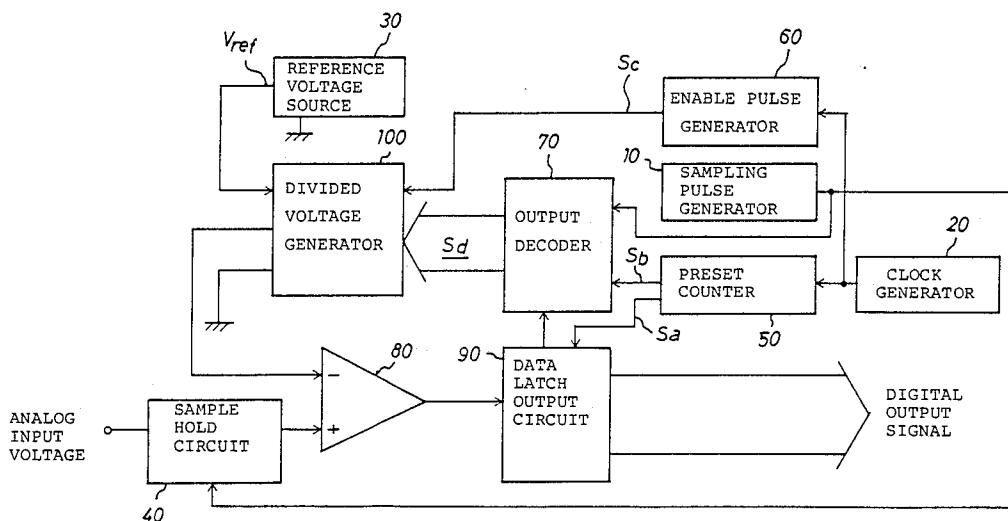 30
Vref
REFERENCE
VOLTAGE
SOURCE
Sc
60
ENABLE PULSE
GENERATOR
100
DIVIDED
VOLTAGE
GENERATOR
70
OUTPUT
DECODER
Sd
10
SAMPLING
PULSE
GENERATOR
Sb
PRESET
COUNTER
50
20
CLOCK
GENERATOR
Sa
80
−
+
90
DATA
LATCH
OUTPUT
CIRCUIT
ANALOG
INPUT
VOLTAGE
SAMPLE
HOLD
CIRCUIT
40
DIGITAL
OUTPUT
SIGNAL